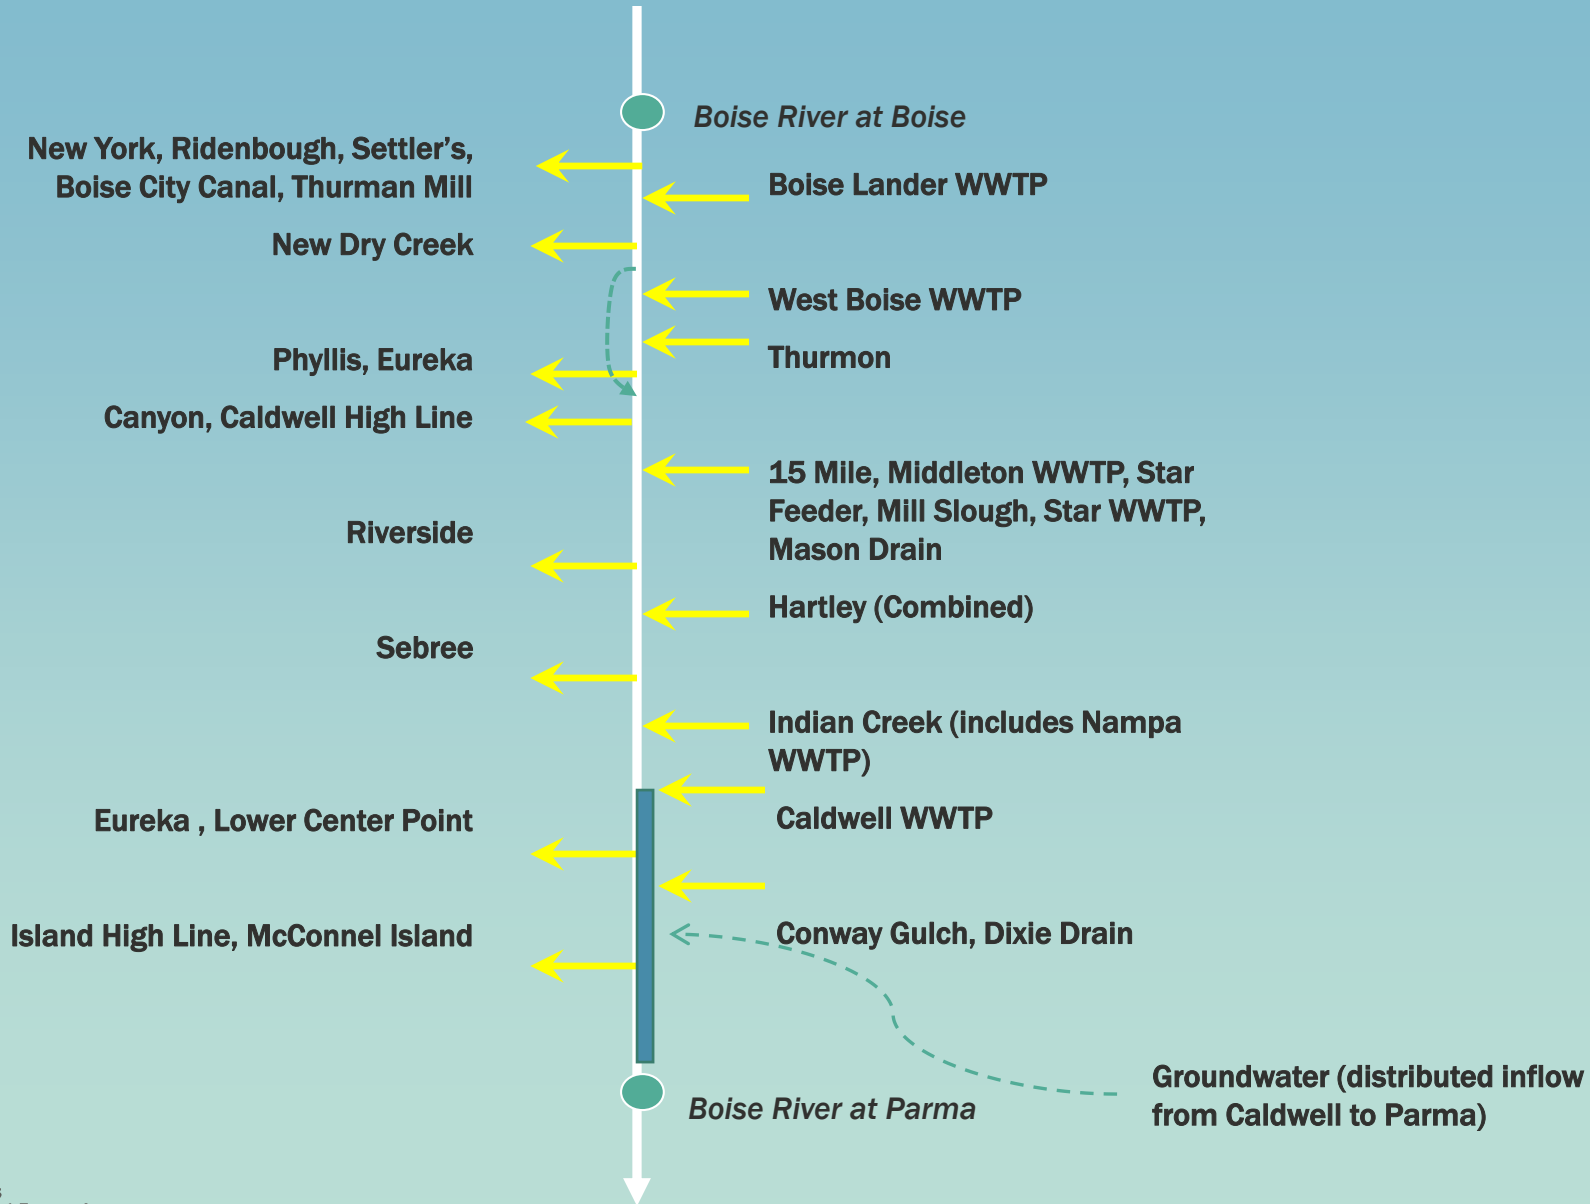 Boise River at Boise
New York, Ridenbough, Settler’s,
Boise City Canal, Thurman Mill
Boise Lander WWTP
New Dry Creek
West Boise WWTP
Phyllis, Eureka
Thurmon
Canyon, Caldwell High Line
15 Mile, Middleton WWTP, Star
Feeder, Mill Slough, Star WWTP,
Mason Drain
Riverside
Hartley (Combined)
Sebree
Indian Creek (includes Nampa
WWTP)
Eureka , Lower Center Point
Caldwell WWTP
Island High Line, McConnel Island
Conway Gulch, Dixie Drain
Groundwater (distributed inflow
from Caldwell to Parma)
Boise River at Parma